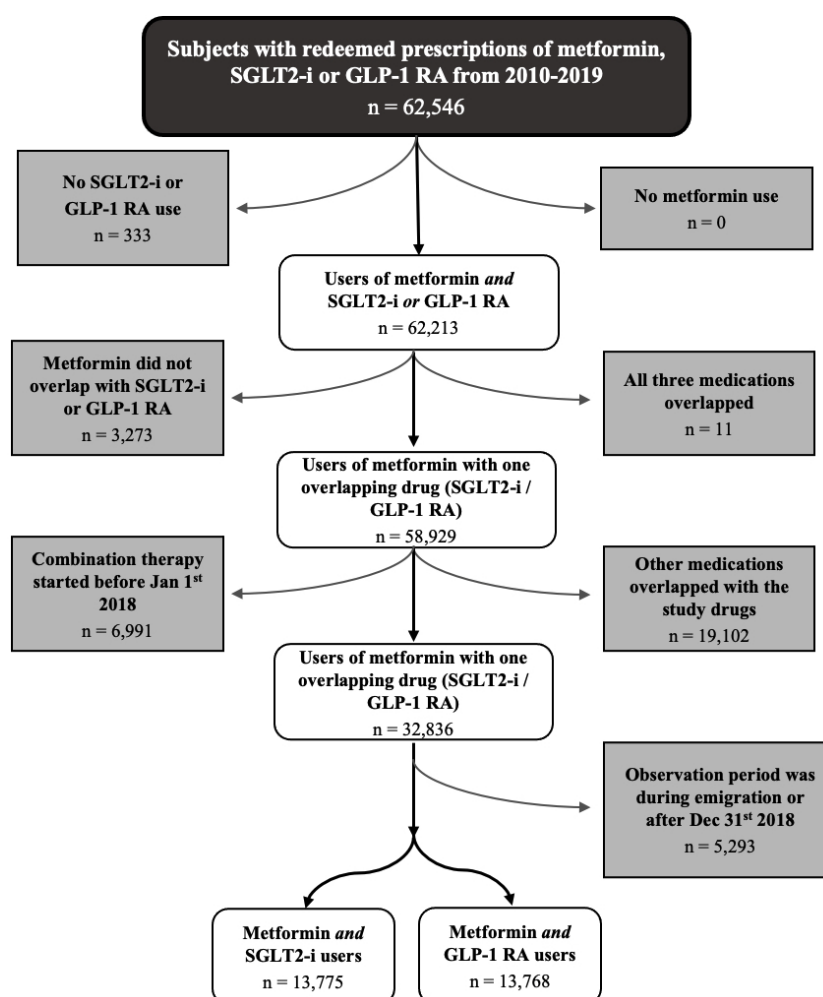 Subjects with redeemed prescriptions of metformin,
SGLT2-i or GLP-1 RA from 2010-2019
n = 62,546
No SGLT2-i or
GLP-1 RA use
n = 333
No metformin use
n = 0
Users of metformin and
SGLT2-i or GLP-1 RA
n = 62,213
Metformin did not
overlap with SGLT2-i
or GLP-1 RA
n = 3,273
All three medications
overlapped
n = 11
Users of metformin with one
overlapping drug (SGLT2-i /
GLP-1 RA)
n = 58,929
Combination therapy
started before Jan 1st
2018
n = 6,991
Other medications
overlapped with the
study drugs
n = 19,102
Users of metformin with one
overlapping drug (SGLT2-i /
GLP-1 RA)
n = 32,836
Observation period was
during emigration or
after Dec 31st 2018
n = 5,293
Metformin and
SGLT2-i users
n = 13,775
Metformin and
GLP-1 RA users
n = 13,768